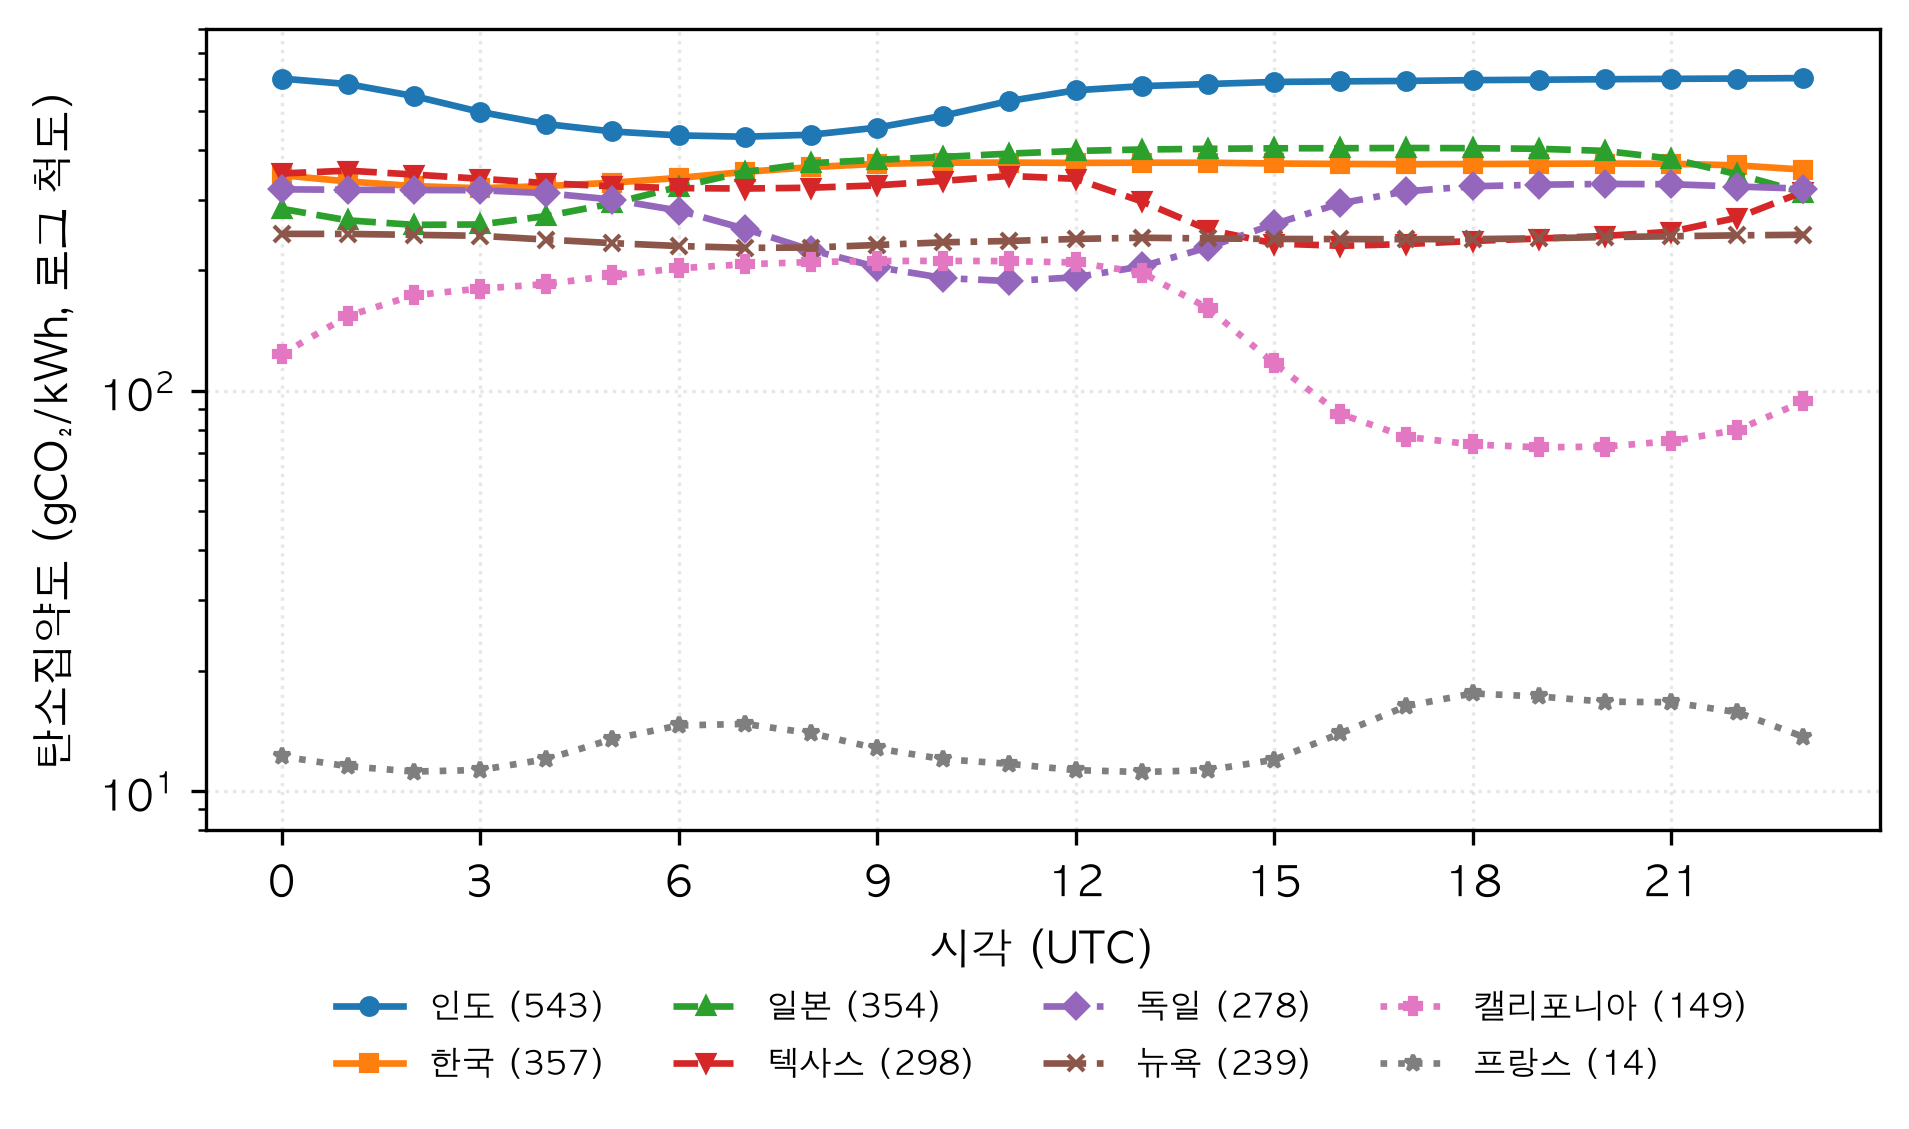 탄소집약도 (gCO₂/kWh, 로그 척도)
10²
10¹
0 3 6 9 12 15 18 21
시각 (UTC)
인도 (543) 일본 (354) 독일 (278) 캘리포니아 (149)
한국 (357) 텍사스 (298) 뉴욕 (239) 프랑스 (14)